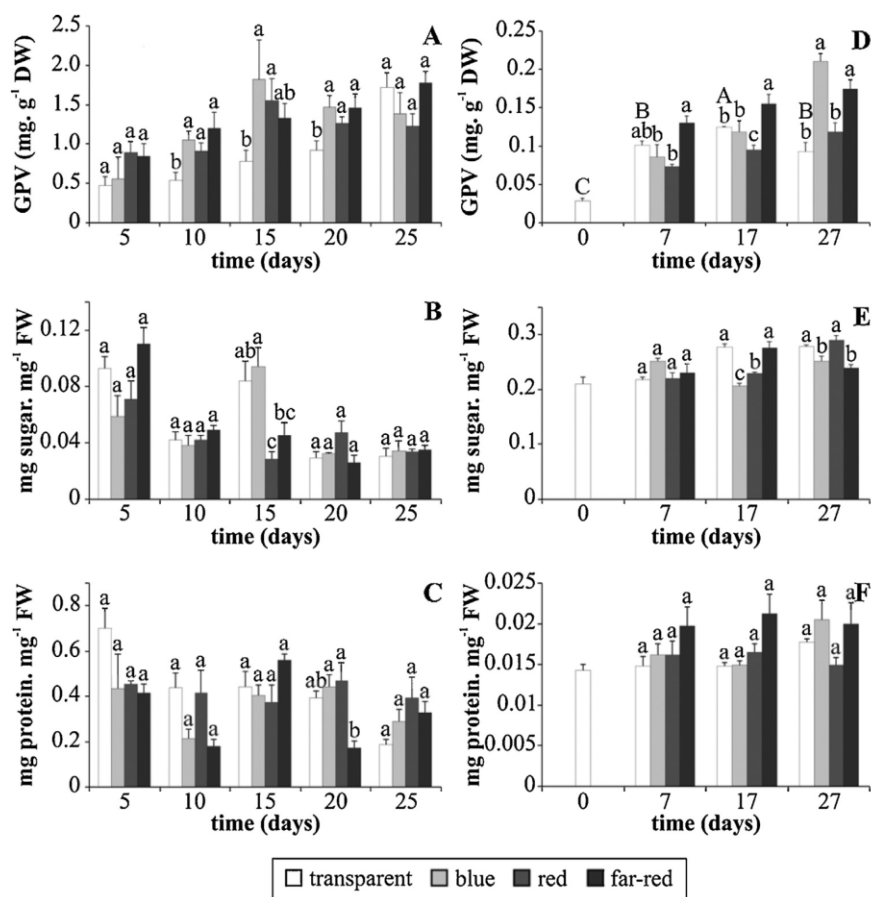 A
GPV (mg. g⁻¹ DW)
2.5
2.0
1.5
1.0
0.5
0
a a a a
b a a a
b a a ab
b a a a
a a a a
5 10 15 20 25
time (days)
D
GPV (mg. g⁻¹ DW)
0.25
0.2
0.15
0.1
0.05
0
C
B
ab b b a
A
b b c a
B
b a b a
0 7 17 27
time (days)
B
mg sugar. mg⁻¹ FW
0.12
0.08
0.04
0
a a a a
a a a a
ab a c bc
a a a a
a a a a
5 10 15 20 25
time (days)
E
mg sugar. mg⁻¹ FW
0.3
0.2
0.1
0
a a a a
a c b a
a b a b
0 7 17 27
time (days)
C
mg protein. mg⁻¹ FW
0.8
0.6
0.4
0.2
0
a a a a
a a a a
a a a a
ab a a b
a a a a
5 10 15 20 25
time (days)
F
mg protein. mg⁻¹ FW
0.025
0.02
0.015
0.01
0.005
0
a a a a
a a a a
a a a a
0 7 17 27
time (days)
transparent blue red far-red